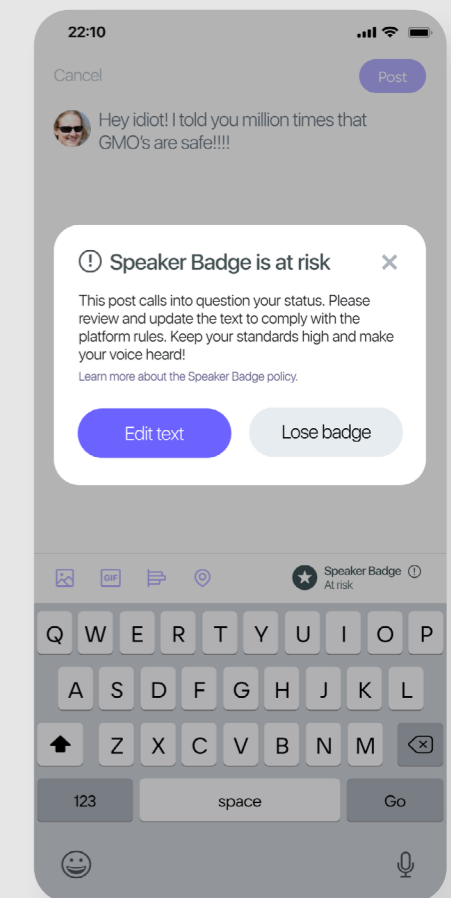 22:10
Cancel
Post
Hey idiot! I told you million times that
GMO's are safe!!!!
Speaker Badge is at risk
This post calls into question your status. Please
review and update the text to comply with the
platform rules. Keep your standards high and make
your voice heard!
Learn more about the Speaker Badge policy.
Edit text
Lose badge
GIF
Speaker Badge
At risk
Q W E R T Y U I O P
A S D F G H J K L
Z X C V B N M
123 space Go